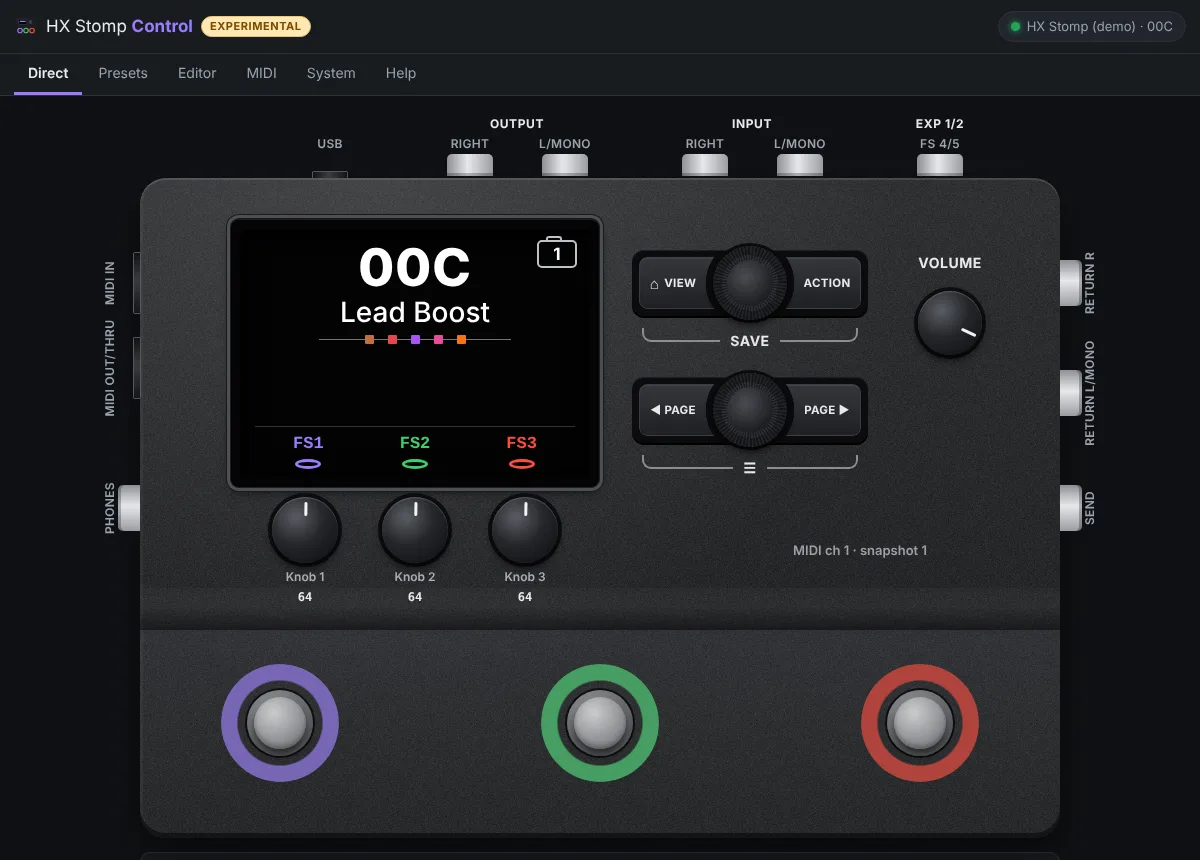 HX Stomp Control EXPERIMENTAL
HX Stomp (demo) · 00C
Direct Presets Editor MIDI System Help
OUTPUT
INPUT
EXP 1/2
USB
RIGHT
L/MONO
RIGHT
L/MONO
FS 4/5
MIDI IN
MIDI OUT/THRU
PHONES
00C
1
Lead Boost
FS1
FS2
FS3
VIEW
ACTION
SAVE
PAGE
PAGE
VOLUME
RETURN R
RETURN L/MONO
SEND
Knob 1
Knob 2
Knob 3
64
64
64
MIDI ch 1 · snapshot 1